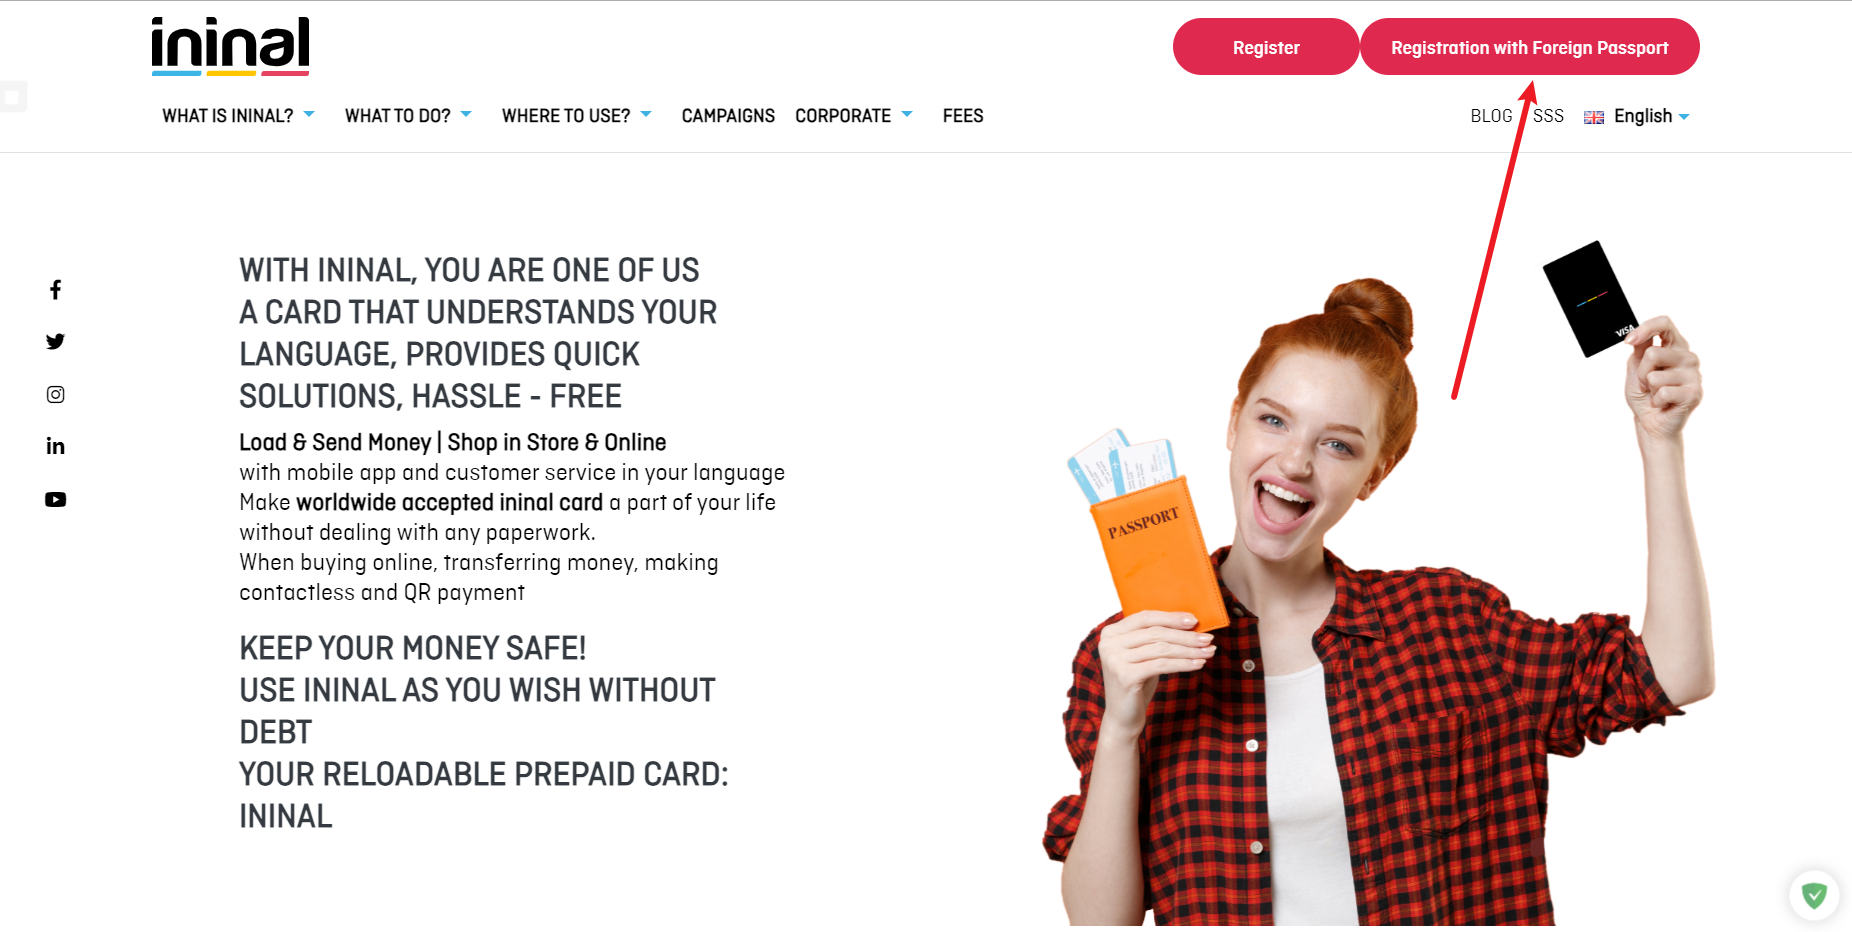 ininal
Register
Registration with Foreign Passport
WHAT IS ININAL?
WHAT TO DO?
WHERE TO USE?
CAMPAIGNS
CORPORATE
FEES
BLOG
SSS
English
WITH ININAL, YOU ARE ONE OF US
A CARD THAT UNDERSTANDS YOUR
LANGUAGE, PROVIDES QUICK
SOLUTIONS, HASSLE - FREE
Load & Send Money | Shop in Store & Online
with mobile app and customer service in your language
Make worldwide accepted ininal card a part of your life
without dealing with any paperwork.
When buying online, transferring money, making
contactless and QR payment
KEEP YOUR MONEY SAFE!
USE ININAL AS YOU WISH WITHOUT
DEBT
YOUR RELOADABLE PREPAID CARD:
ININAL
VISA
PASSPORT